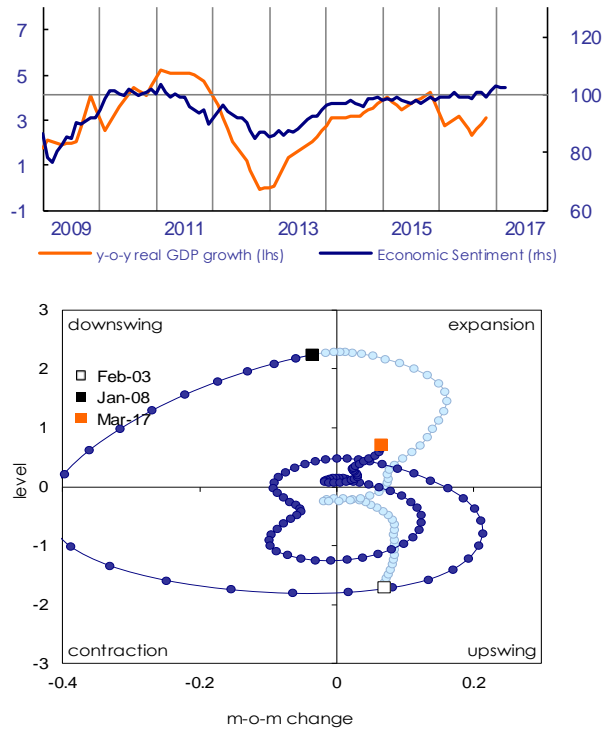 7 120
5 100
3 80
1
-1 60
2009 2011 2013 2015 2017
y-o-y real GDP growth (lhs) Economic Sentiment (rhs)
3
downswing expansion
2
Feb-03
Jan-08
Mar-17
1
level
0
-1
-2
contraction upswing
-3
-0.4 -0.2 0 0.2
m-o-m change